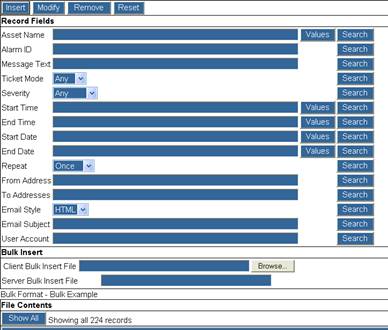 Insert Modify Remove Reset
Record Fields
Asset Name Values Search
Alarm ID Search
Message Text Search
Ticket Mode Any Search
Severity Any Search
Start Time Values Search
End Time Values Search
Start Date Values Search
End Date Values Search
Repeat Once Search
From Address Search
To Addresses Search
Email Style HTML Search
Email Subject Search
User Account Search
Bulk Insert
Client Bulk Insert File Browse...
Server Bulk Insert File
Bulk Format - Bulk Example
File Contents
Show All Showing all 224 records